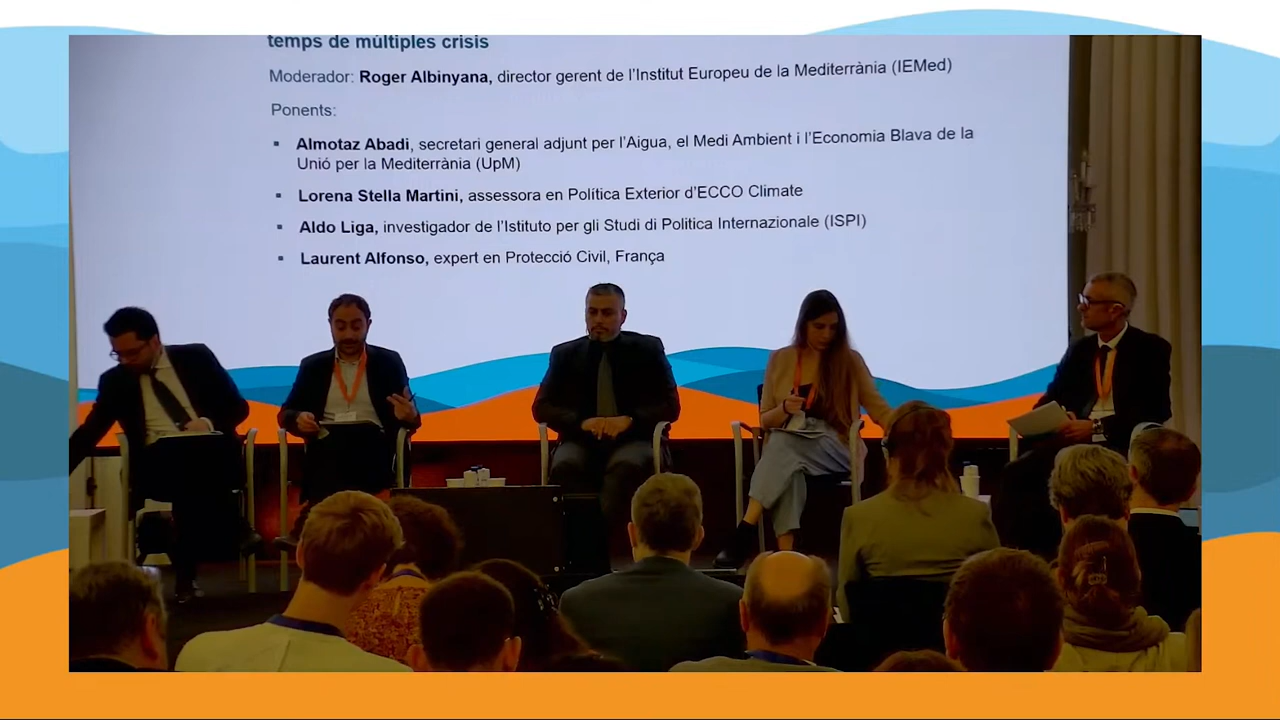 temps de múltiples crisis
Moderador: Roger Albinyana, director gerent de l'Institut Europeu de la Mediterrània (IEMed)
Ponents:
▪ Almotaz Abadi, secretari general adjunt per l'Aigua, el Medi Ambient i l'Economia Blava de la
Unió per la Mediterrània (UpM)
▪ Lorena Stella Martini, assessora en Política Exterior d'ECCO Climate
▪ Aldo Liga, investigador de l'Istituto per gli Studi di Politica Internazionale (ISPI)
▪ Laurent Alfonso, expert en Protecció Civil, França